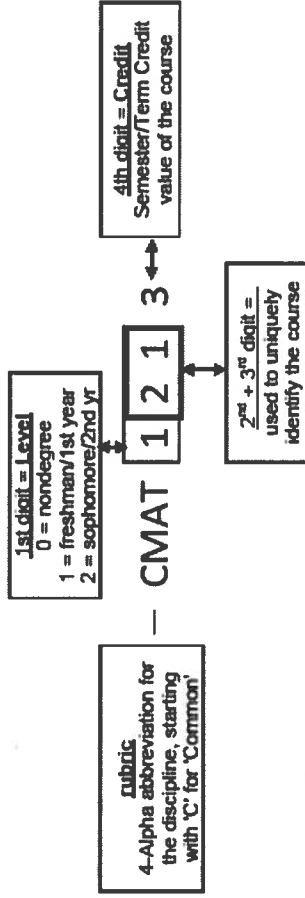 rubric
4-Alpha abbreviation for
the discipline, starting
with 'C' for 'Common'
— CMAT 1 2 1 3
1st digit = Level
0 = nondegree
1 = freshman/1st year
2 = sophomore/2nd yr
2nd + 3rd digit =
used to uniquely
identify the course
4th digit = Credit
Semester/Term Credit
value of the course